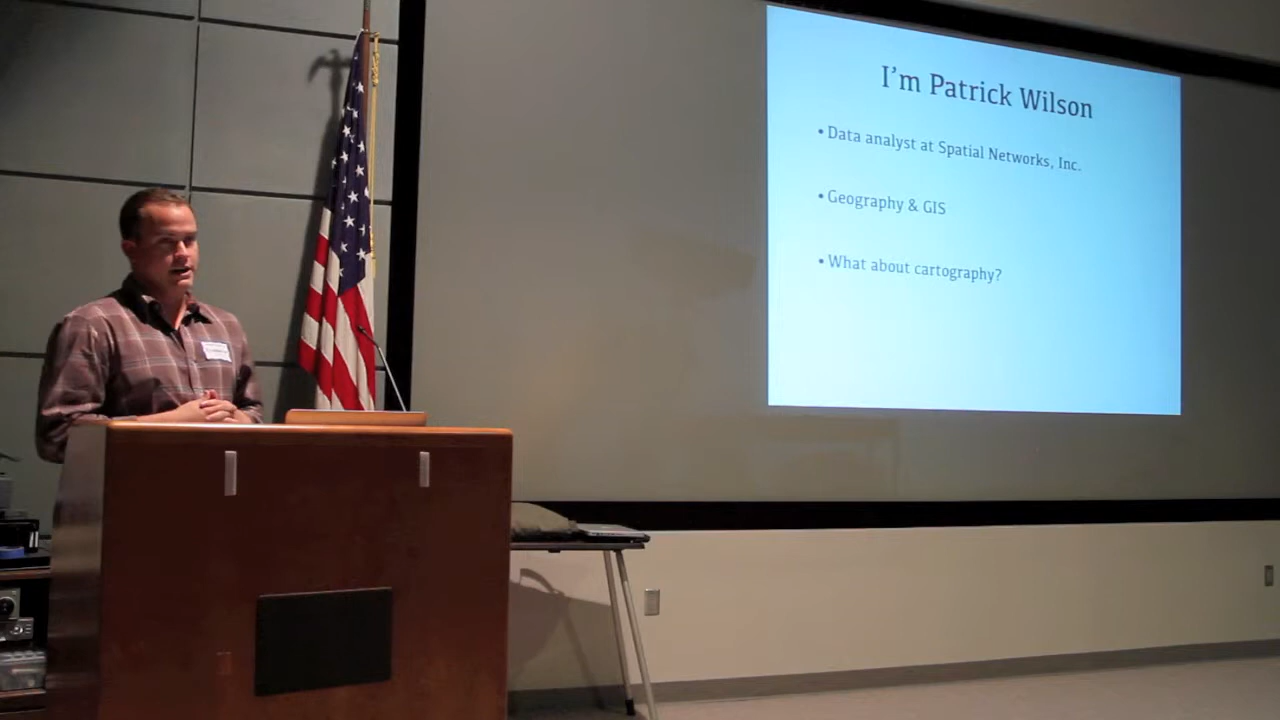 I'm Patrick Wilson
• Data analyst at Spatial Networks, Inc.
• Geography & GIS
• What about cartography?